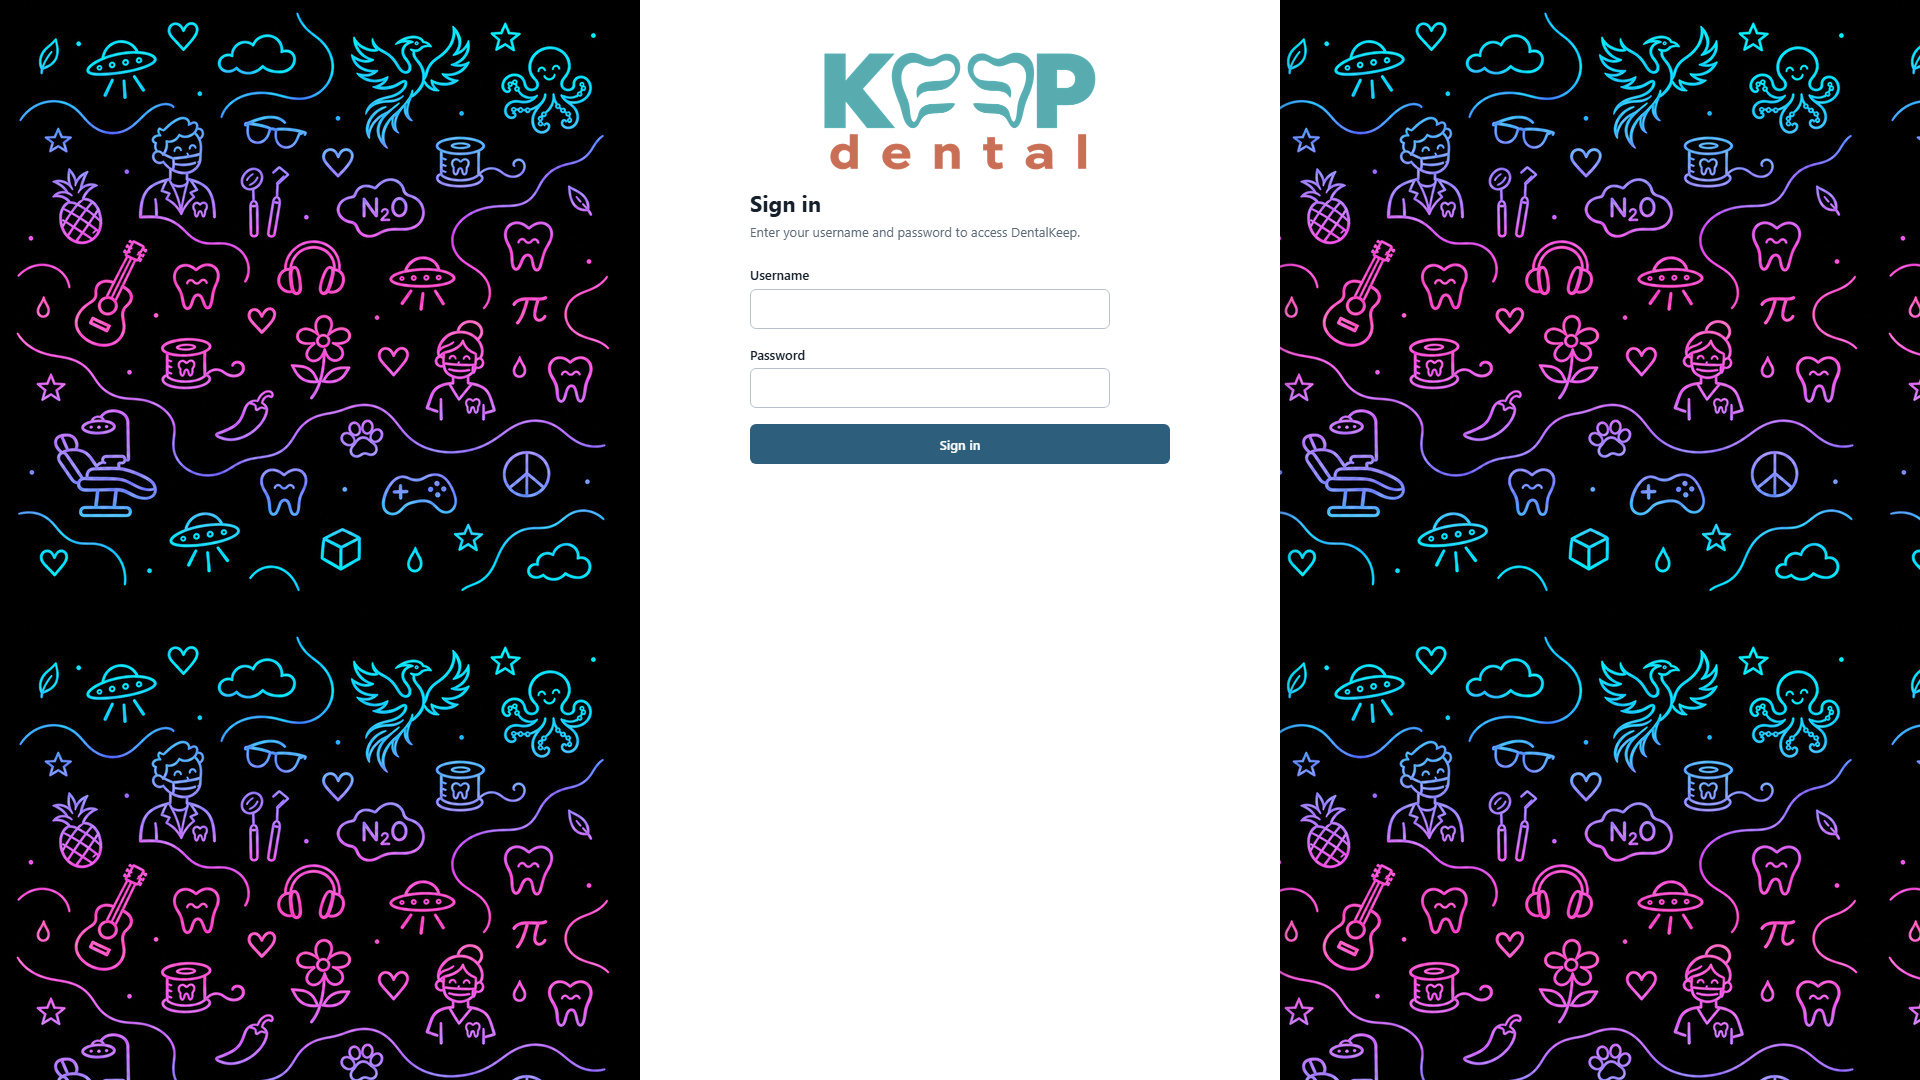 KEEP
dental
Sign in
Enter your username and password to access DentalKeep.
Username
Password
Sign in
N2O
π
N2O
π
N2O
π
N2O
π